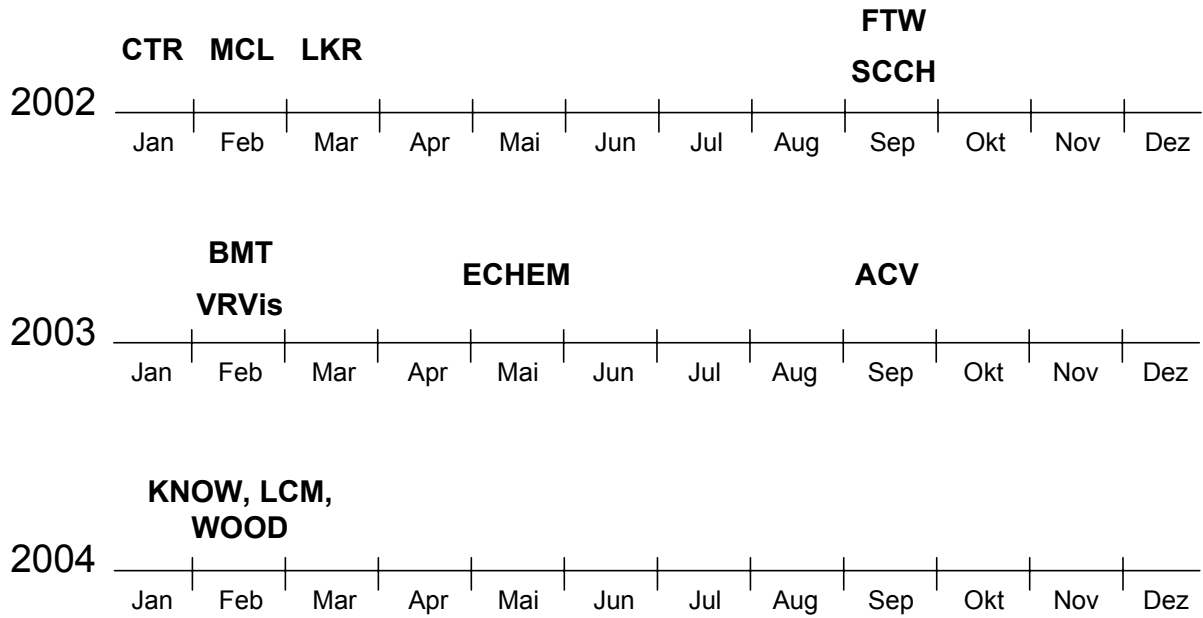 FTW
CTR MCL LKR
SCCH
2002
Jan Feb Mar Apr Mai Jun Jul Aug Sep Okt Nov Dez
BMT
ECHEM ACV
VRVis
2003
Jan Feb Mar Apr Mai Jun Jul Aug Sep Okt Nov Dez
KNOW, LCM,
WOOD
2004
Jan Feb Mar Apr Mai Jun Jul Aug Sep Okt Nov Dez